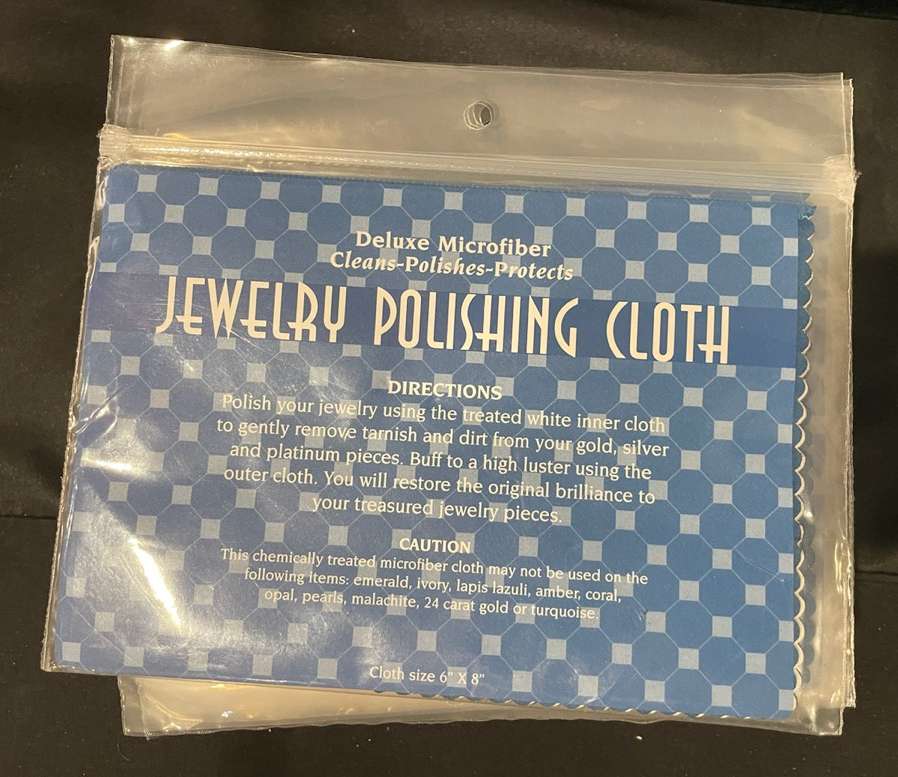 Deluxe Microfiber
Cleans-Polishes-Protects
JEWELRY POLISHING CLOTH
DIRECTIONS
Polish your jewelry using the treated white inner cloth
to gently remove tarnish and dirt from your gold, silver
and platinum pieces. Buff to a high luster using the
outer cloth. You will restore the original brilliance to
your treasured jewelry pieces.
CAUTION
This chemically treated microfiber cloth may not be used on the
following items: emerald, ivory, lapis lazuli, amber, coral,
opal, pearls, malachite, 24 carat gold or turquoise.
Cloth size 6" X 8"